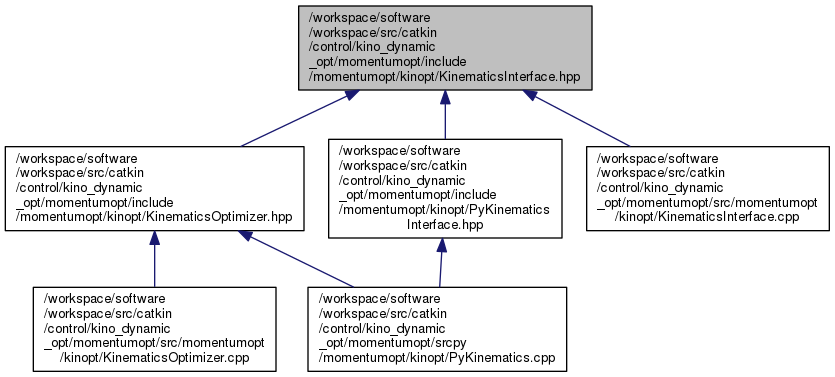 /workspace/software
/workspace/src/catkin
/control/kino_dynamic
_opt/momentumopt/include
/momentumopt/kinopt/KinematicsInterface.hpp
/workspace/software
/workspace/src/catkin
/control/kino_dynamic
_opt/momentumopt/include
/momentumopt/kinopt/KinematicsOptimizer.hpp
/workspace/software
/workspace/src/catkin
/control/kino_dynamic
_opt/momentumopt/include
/momentumopt/kinopt/PyKinematics
Interface.hpp
/workspace/software
/workspace/src/catkin
/control/kino_dynamic
_opt/momentumopt/src/momentumopt
/kinopt/KinematicsInterface.cpp
/workspace/software
/workspace/src/catkin
/control/kino_dynamic
_opt/momentumopt/src/momentumopt
/kinopt/KinematicsOptimizer.cpp
/workspace/software
/workspace/src/catkin
/control/kino_dynamic
_opt/momentumopt/srcpy
/momentumopt/kinopt/PyKinematics.cpp